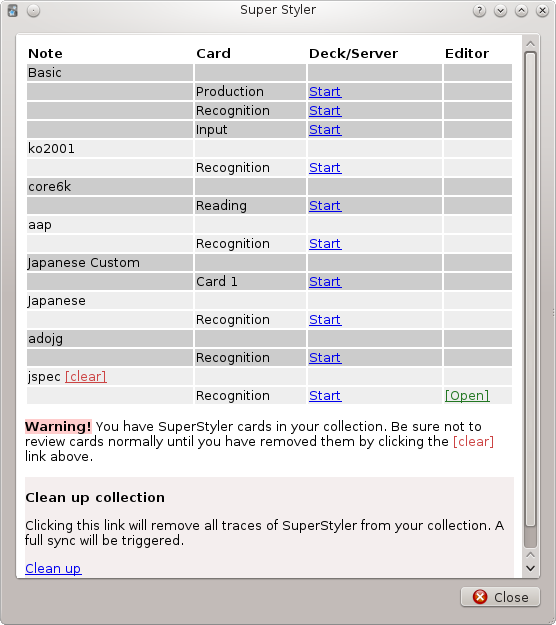 Super Styler
Note Card Deck/Server Editor
Basic
Production Start
Recognition Start
Input Start
ko2001
Recognition Start
core6k
Reading Start
aap
Recognition Start
Japanese Custom
Card 1 Start
Japanese
Recognition Start
adojg
Recognition Start
jspec [clear]
Recognition Start [Open]
Warning! You have SuperStyler cards in your collection. Be sure not to
review cards normally until you have removed them by clicking the [clear]
link above.
Clean up collection
Clicking this link will remove all traces of SuperStyler from your collection. A
full sync will be triggered.
Clean up
Close